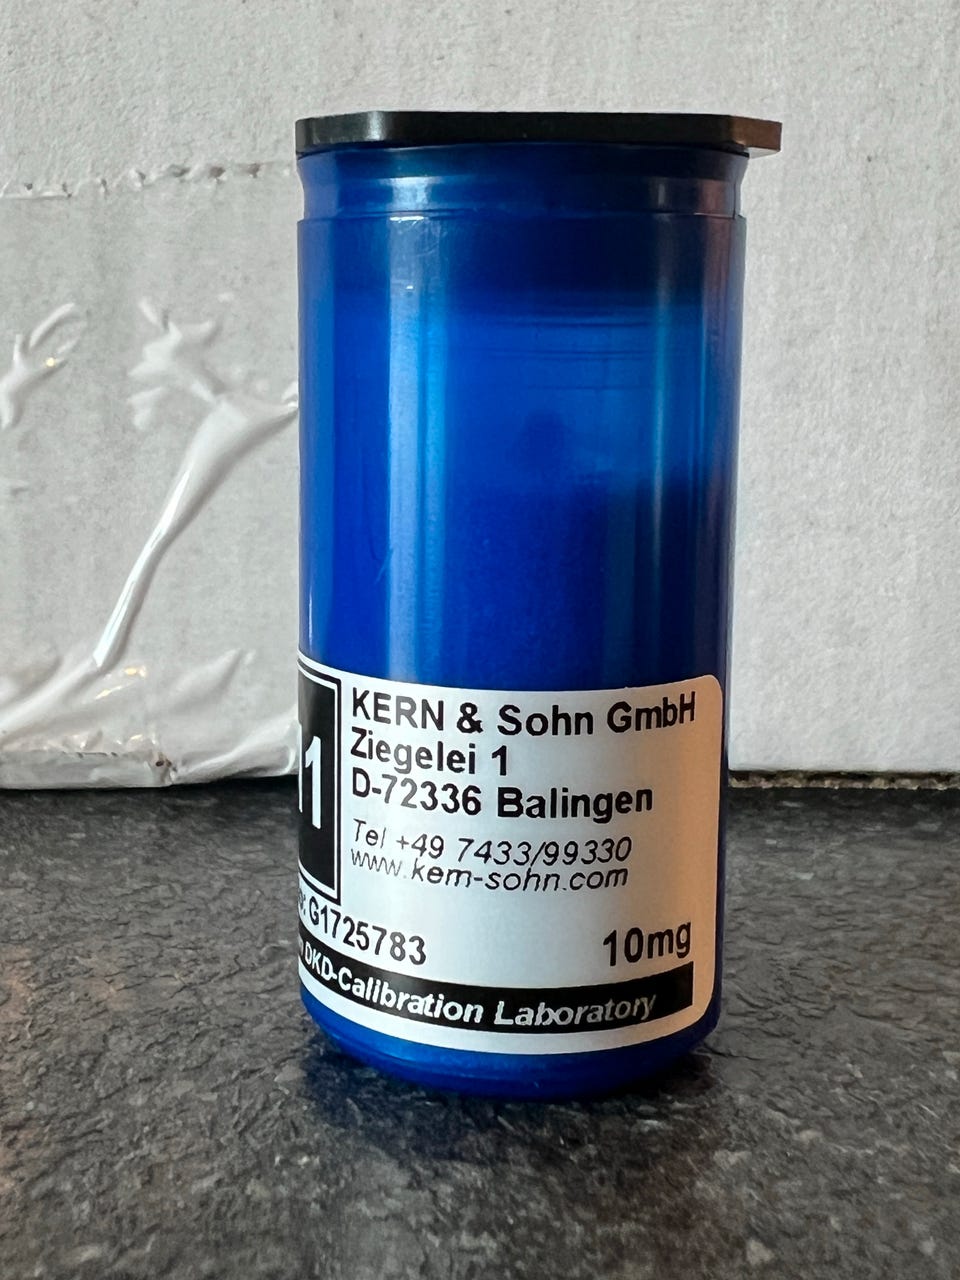 KERN & Sohn GmbH
Ziegelei 1
D-72336 Balingen
Tel +49 7433/99330
www.kern-sohn.com
G1725783
10mg
DKD-Calibration Laboratory